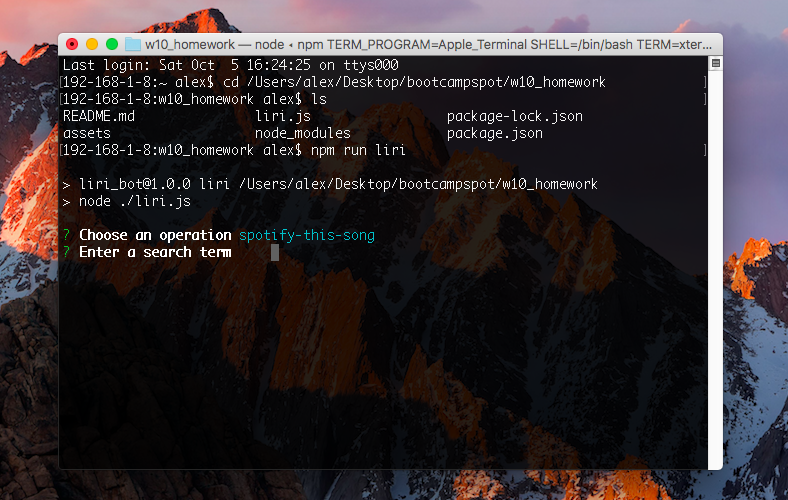 w10_homework — node ◂ npm TERM_PROGRAM=Apple_Terminal SHELL=/bin/bash TERM=xter...
Last login: Sat Oct  5 16:24:25 on ttys000
[192-168-1-8:~ alex$ cd /Users/alex/Desktop/bootcampspot/w10_homework ]
[192-168-1-8:w10_homework alex$ ls ]
README.md liri.js package-lock.json
assets node_modules package.json
[192-168-1-8:w10_homework alex$ npm run liri ]
> liri_bot@1.0.0 liri /Users/alex/Desktop/bootcampspot/w10_homework
> node ./liri.js
? Choose an operation spotify-this-song
? Enter a search term